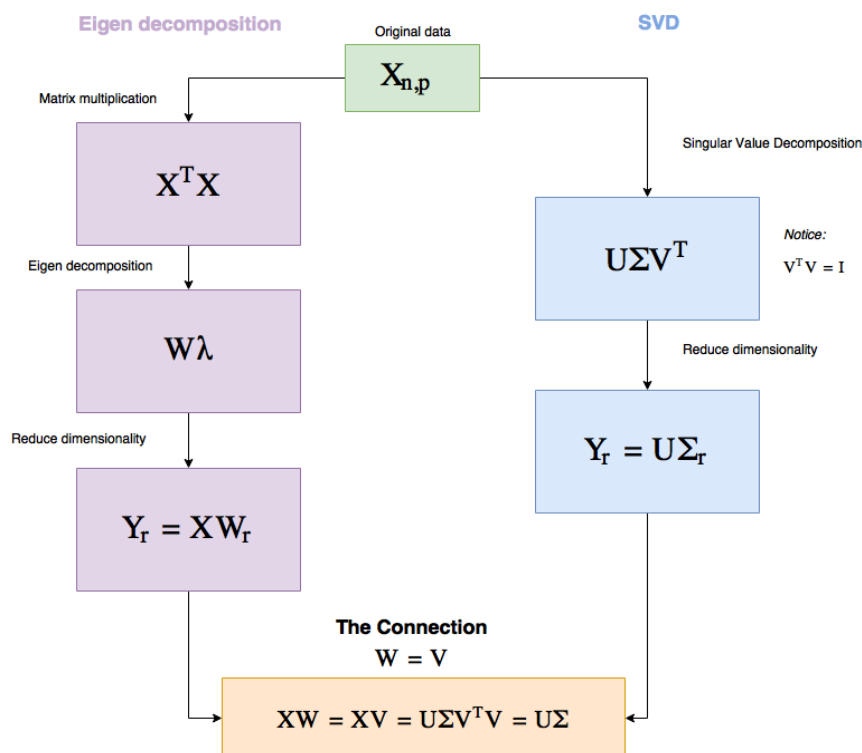 Eigen decomposition
Original data
SVD
Xₙ,ₚ
Matrix multiplication
Singular Value Decomposition
XᵀX
UΣVᵀ
Notice:
VᵀV = I
Eigen decomposition
Wλ
Reduce dimensionality
Reduce dimensionality
Yᵣ = UΣᵣ
Yᵣ = XWᵣ
The Connection
W = V
XW = XV = UΣVᵀV = UΣ